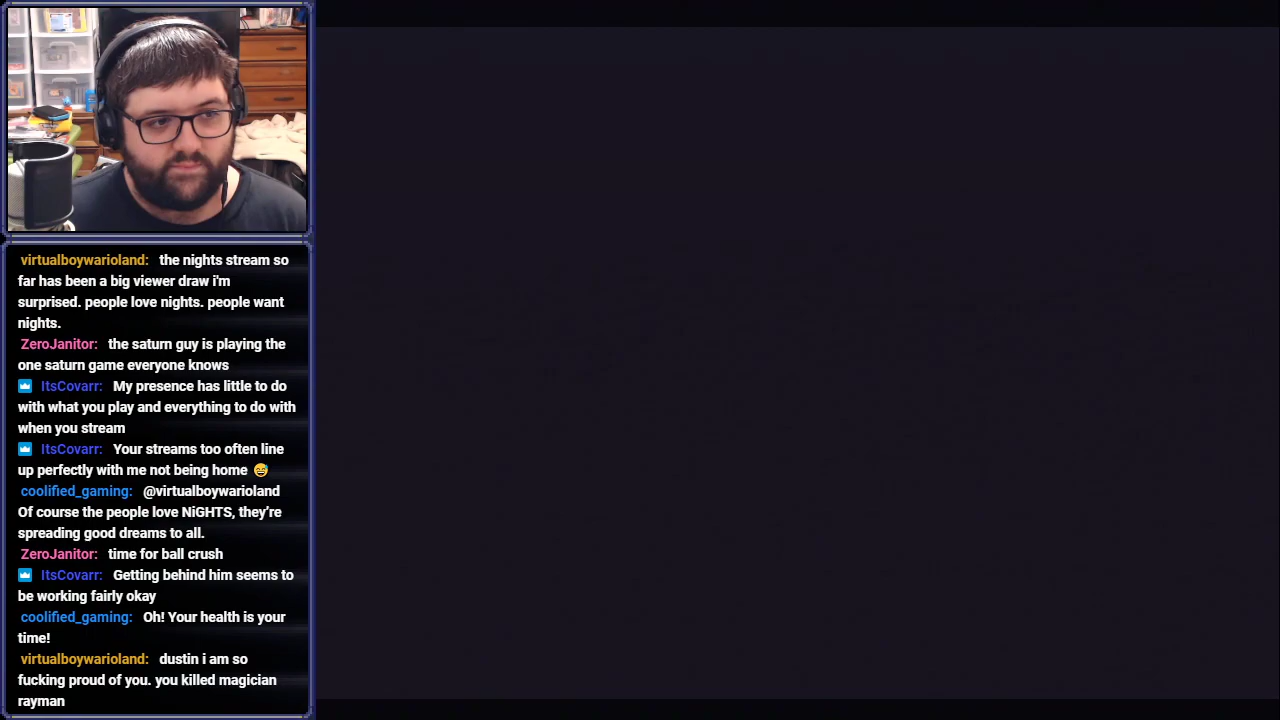 virtualboywarioland: the nights stream so
far has been a big viewer draw i'm
surprised. people love nights. people want
nights.
ZeroJanitor: the saturn guy is playing the
one saturn game everyone knows
ItsCovarr: My presence has little to do
with what you play and everything to do with
when you stream
ItsCovarr: Your streams too often line
up perfectly with me not being home 😅
coolified_gaming: @virtualboywarioland
Of course the people love NiGHTS, they're
spreading good dreams to all.
ZeroJanitor: time for ball crush
ItsCovarr: Getting behind him seems to
be working fairly okay
coolified_gaming: Oh! Your health is your
time!
virtualboywarioland: dustin i am so
fucking proud of you. you killed magician
rayman